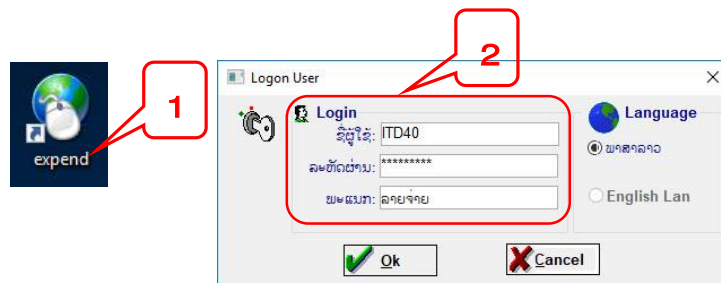 1
expend
2
Logon User
Login
ຊື່ຜູ້ໃຊ້: ITD40
ລະຫັດຜ່ານ: *********
ພະແນກ: ລາຍຈ່າຍ
Language
ພາສາລາວ
English Lan
Ok
Cancel